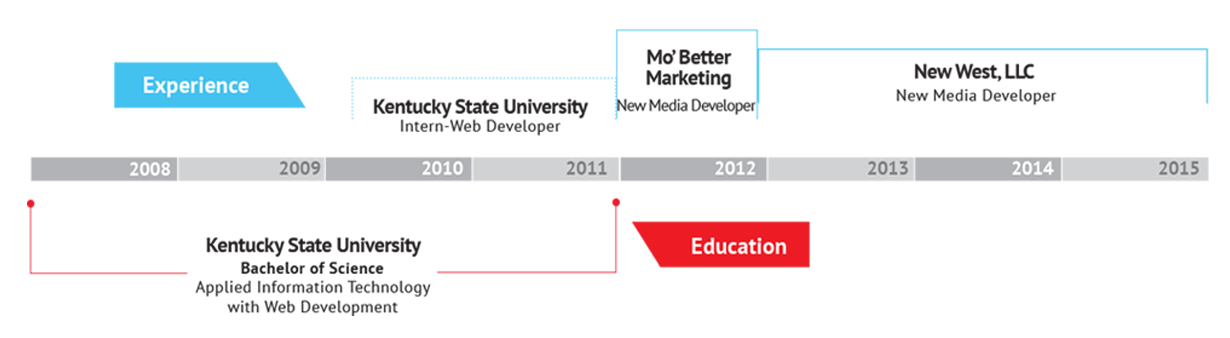 Experience
Kentucky State University
Intern-Web Developer
Mo' Better
Marketing
New Media Developer
New West, LLC
New Media Developer
2008 2009 2010 2011 2012 2013 2014 2015
Kentucky State University
Bachelor of Science
Applied Information Technology
with Web Development
Education